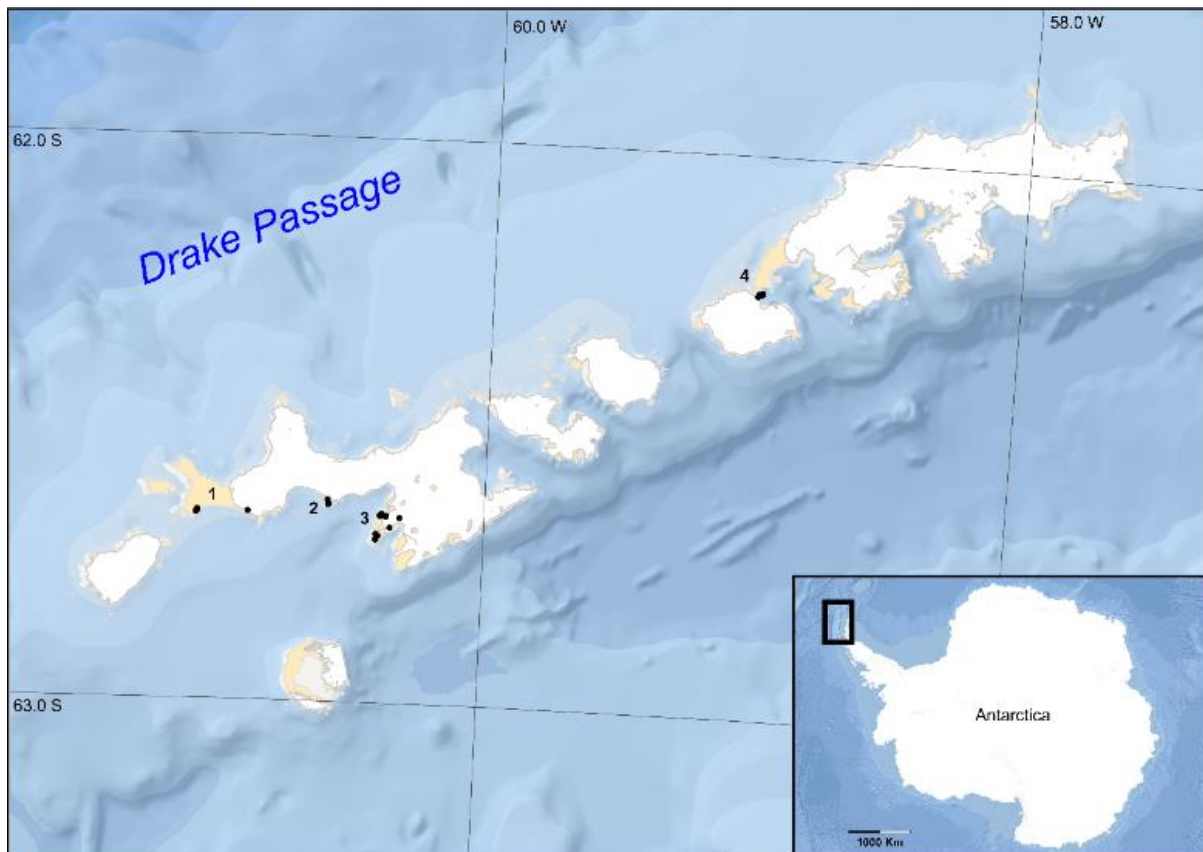 60.0 W
58.0 W
62.0 S
Drake Passage
4
1
2
3
63.0 S
Antarctica
1000 Km